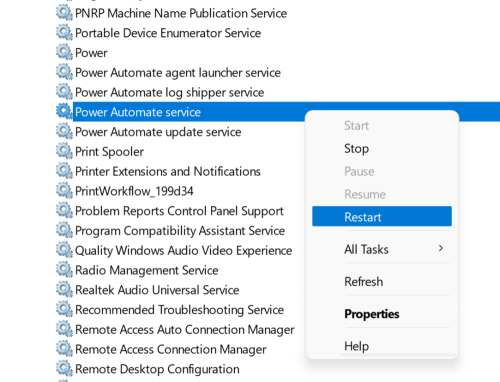 PNRP Machine Name Publication Service
Portable Device Enumerator Service
Power
Power Automate agent launcher service
Power Automate log shipper service
Power Automate service
Power Automate update service
Print Spooler
Printer Extensions and Notifications
PrintWorkflow_199d34
Problem Reports Control Panel Support
Program Compatibility Assistant Service
Quality Windows Audio Video Experience
Radio Management Service
Realtek Audio Universal Service
Recommended Troubleshooting Service
Remote Access Auto Connection Manager
Remote Access Connection Manager
Remote Desktop Configuration
Start
Stop
Pause
Resume
Restart
All Tasks
Refresh
Properties
Help